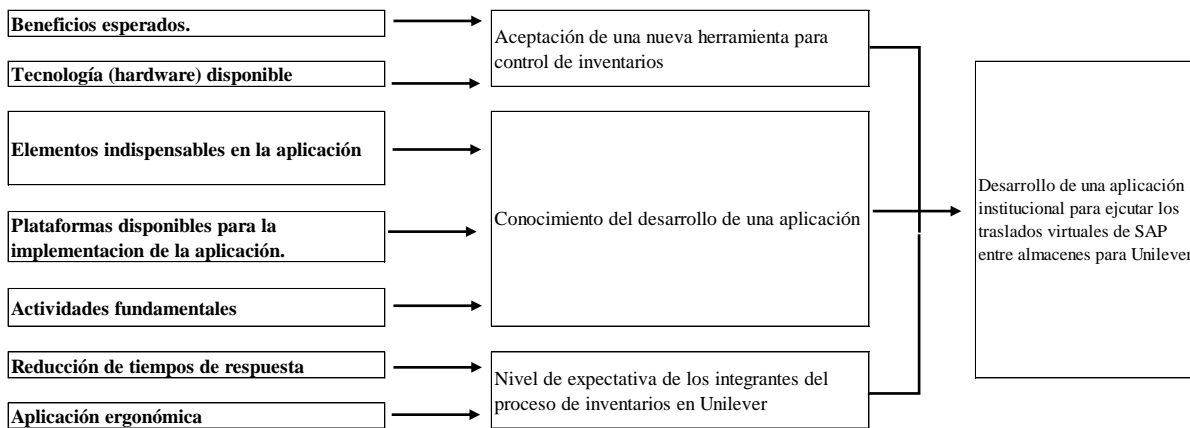 Beneficios esperados.
Tecnología (hardware) disponible
Elementos indispensables en la aplicación
Plataformas disponibles para la
implementacion de la aplicación.
Actividades fundamentales
Reducción de tiempos de respuesta
Aplicación ergonómica
Aceptación de una nueva herramienta para
control de inventarios
Conocimiento del desarrollo de una aplicación
Nivel de expectativa de los integrantes del
proceso de inventarios en Unilever
Desarrollo de una aplicación
institucional para ejcutar los
traslados virtuales de SAP
entre almacenes para Unilever